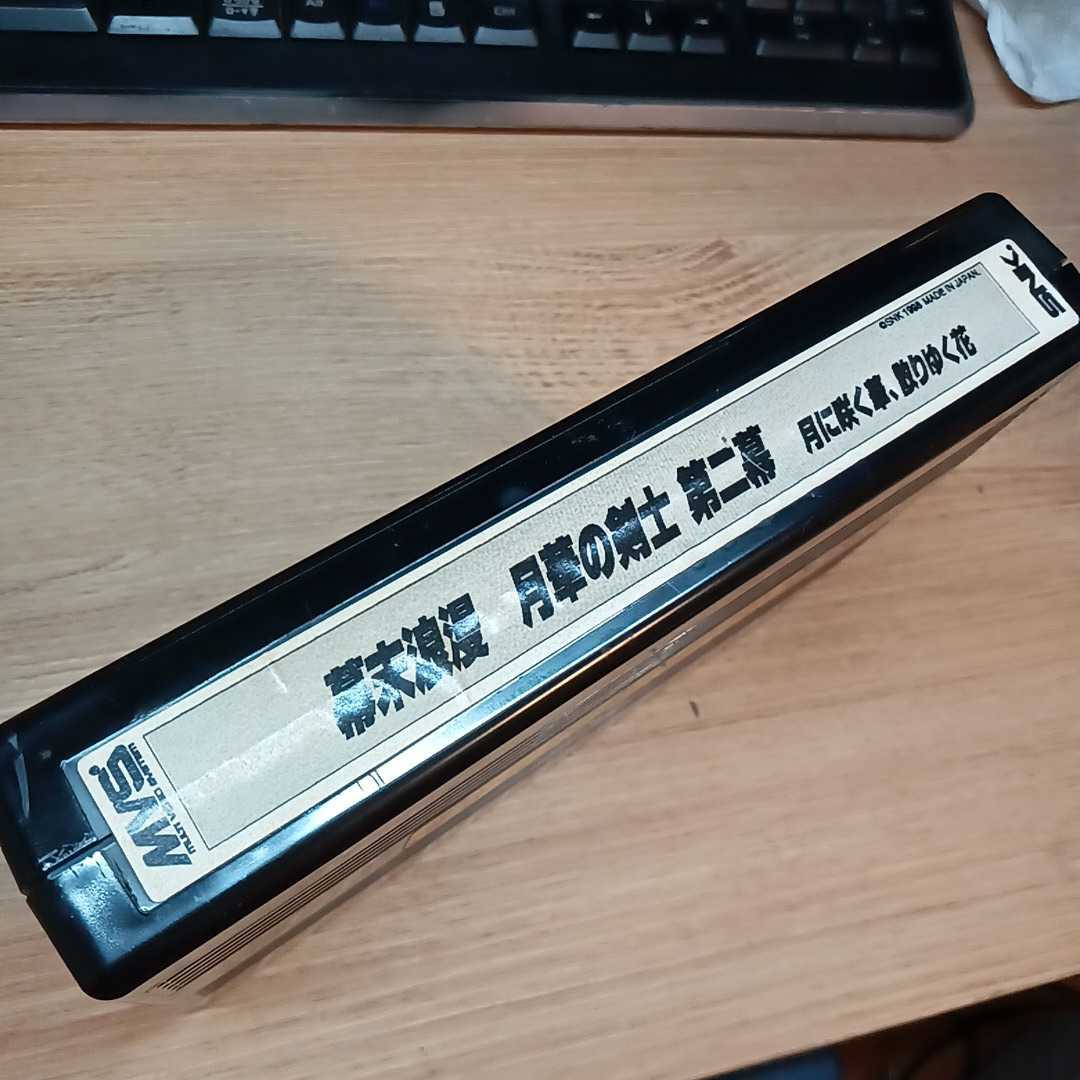 MVS
MULTI VIDEO SYSTEM
幕末浪漫 月華の剣士 第二幕 月に咲く華、散りゆく花
©SNK 1998 MADE IN JAPAN.
SNK